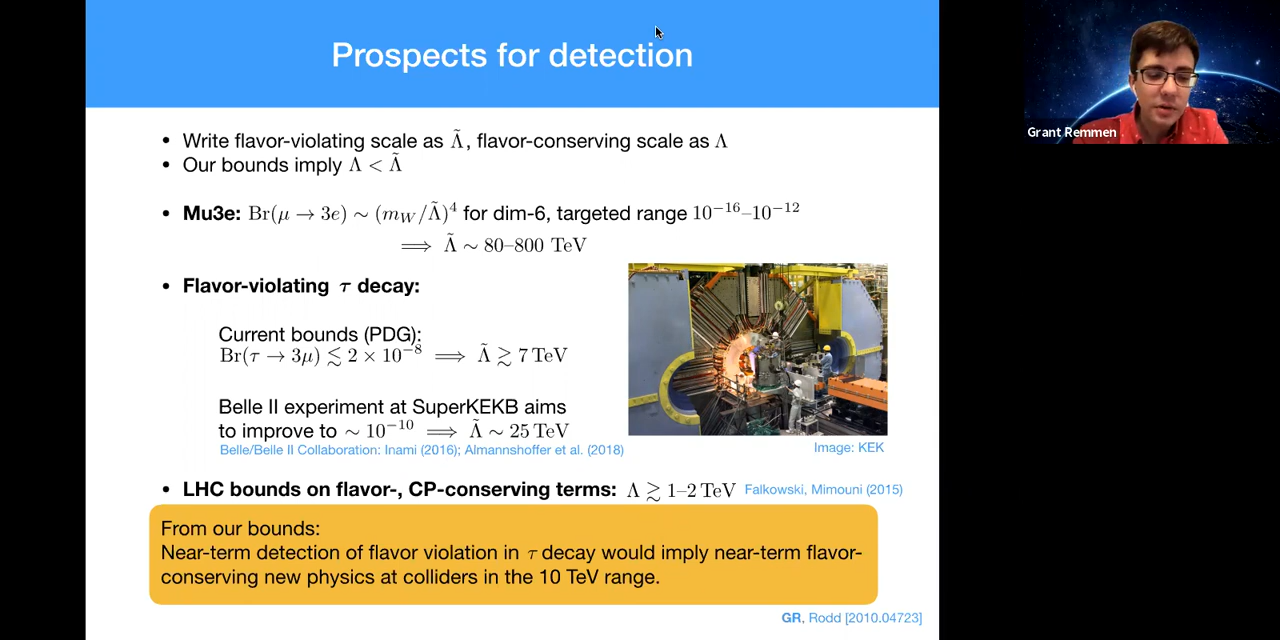 Prospects for detection
Grant Remmen
• Write flavor-violating scale as Λ̃, flavor-conserving scale as Λ
• Our bounds imply Λ < Λ̃
• Mu3e: Br(μ → 3e) ∼ (m_W/Λ̃)⁴ for dim-6, targeted range 10⁻¹⁶–10⁻¹²
⟹ Λ̃ ∼ 80–800 TeV
• Flavor-violating τ decay:
Current bounds (PDG):
Br(τ → 3μ) ≲ 2 × 10⁻⁸ ⟹ Λ̃ ≳ 7 TeV
Belle II experiment at SuperKEKB aims
to improve to ∼ 10⁻¹⁰ ⟹ Λ̃ ∼ 25 TeV
Belle/Belle II Collaboration: Inami (2016); Almannshoffer et al. (2018)
Image: KEK
• LHC bounds on flavor-, CP-conserving terms: Λ ≳ 1–2 TeV Falkowski, Mimouni (2015)
From our bounds:
Near-term detection of flavor violation in τ decay would imply near-term flavor-
conserving new physics at colliders in the 10 TeV range.
GR, Rodd [2010.04723]